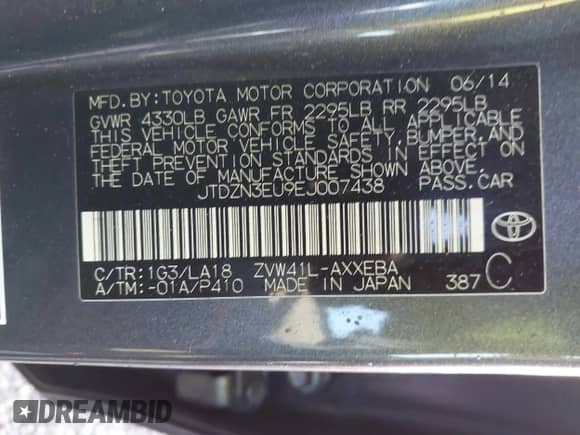 MFD.BY:TOYOTA MOTOR CORPORATION 06/14
GVWR 4330LB GAWR FR 2295LB RR 2295LB
THIS VEHICLE CONFORMS TO ALL APPLICABLE
FEDERAL MOTOR VEHICLE SAFETY,BUMPER,AND
THEFT PREVENTION STANDARDS IN EFFECT ON
THE DATE OF MANUFACTURE SHOWN ABOVE.
JTDZN3EU9EJ007438 PASS.CAR
C/TR:1G3/LA18 ZVW41L-AXXEBA
A/TM:-01A/P410 MADE IN JAPAN 387 C
DREAMBID